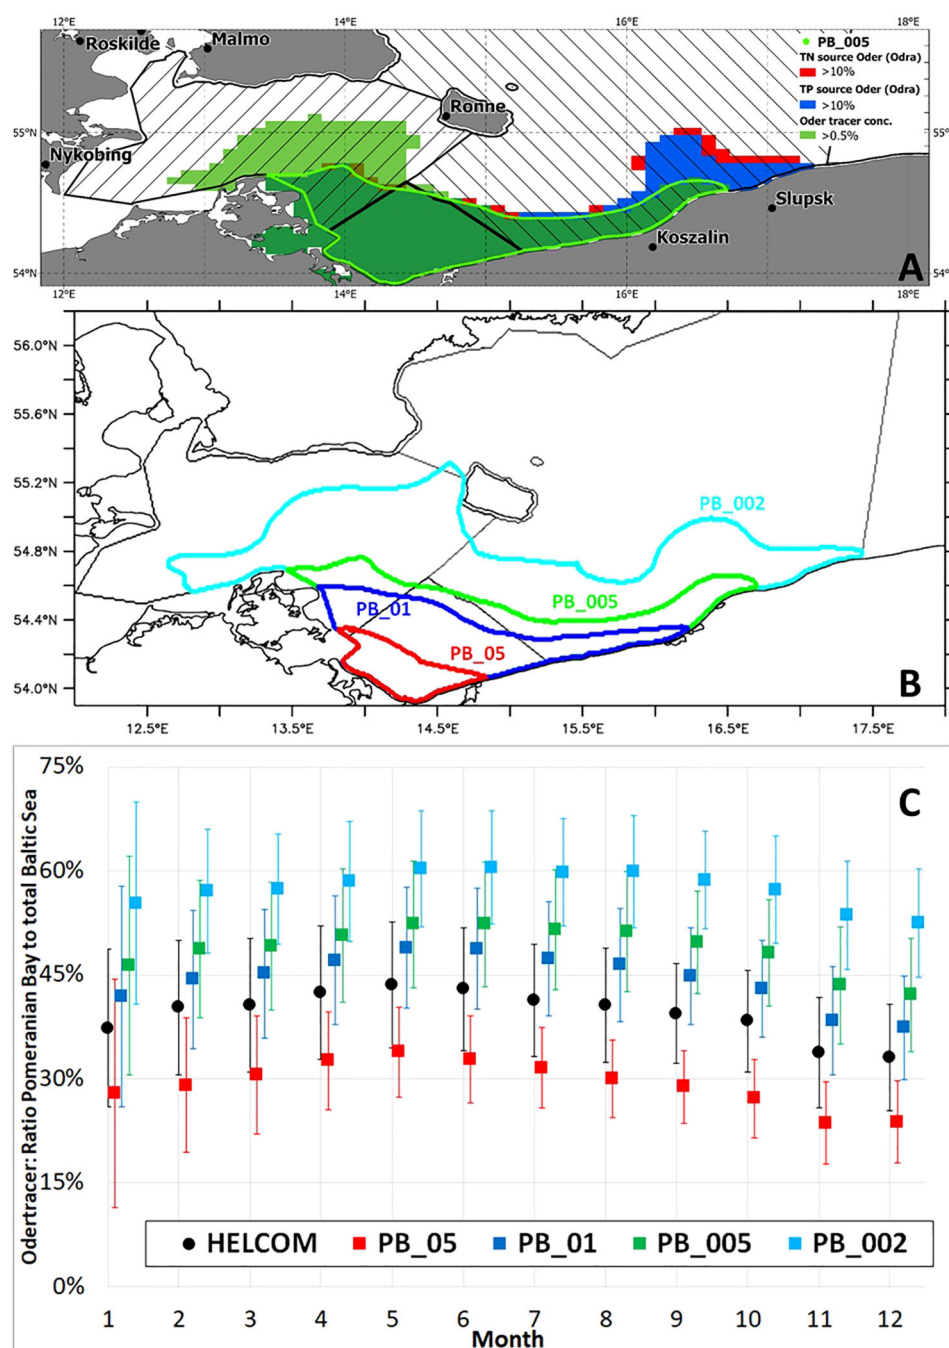 12°E 14°E 16°E 18°E
Roskilde
Malmo
PB_005
TN source Oder (Odra)
>10%
TP source Oder (Odra)
>10%
Oder tracer conc.
>0.5%
Ronne
55°N
55°N
Nykobing
Slupsk
Koszalin
A
54°N
54°
12°E 14°E 16°E 18°E
56.0°N
55.6°N
55.2°N
PB_002
54.8°N
PB_005
PB_01
54.4°N
PB_05
B
54.0°N
12.5°E 13.5°E 14.5°E 15.5°E 16.5°E 17.5°E
C
Odertracer: Ratio Pomeranian Bay to total Baltic Sea
75%
60%
45%
30%
15%
HELCOM PB_05 PB_01 PB_005 PB_002
0%
1 2 3 4 5 6 7 8 9 10 11 12
Month